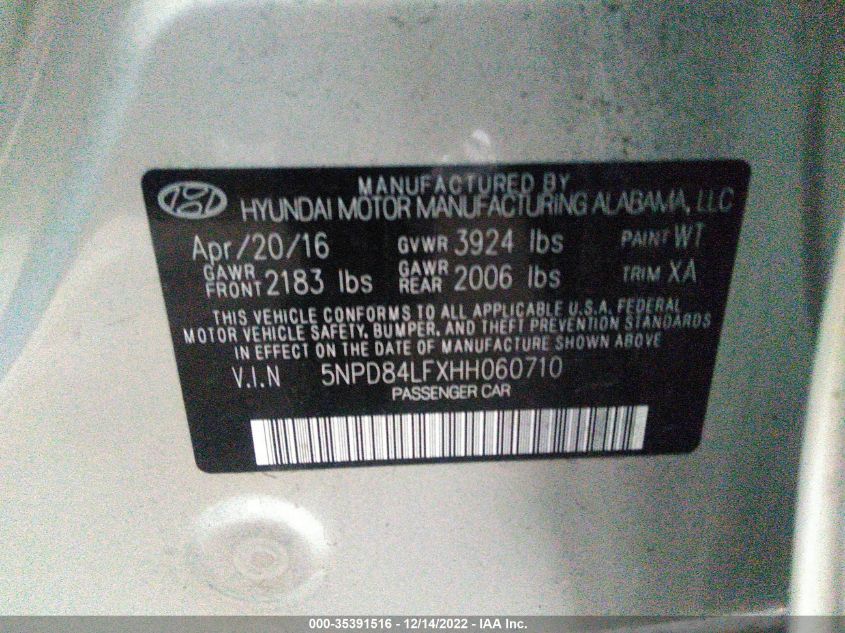 MANUFACTURED BY
HYUNDAI MOTOR MANUFACTURING ALABAMA, LLC
Apr/20/16 GVWR 3924 lbs PAINT WT
GAWR FRONT 2183 lbs GAWR REAR 2006 lbs TRIM XA
THIS VEHICLE CONFORMS TO ALL APPLICABLE U.S.A. FEDERAL
MOTOR VEHICLE SAFETY, BUMPER, AND THEFT PREVENTION STANDARDS
IN EFFECT ON THE DATE OF MANUFACTURE SHOWN ABOVE
V.I.N 5NPD84LFXHH060710
PASSENGER CAR
000-35391516 - 12/14/2022 - IAA Inc.